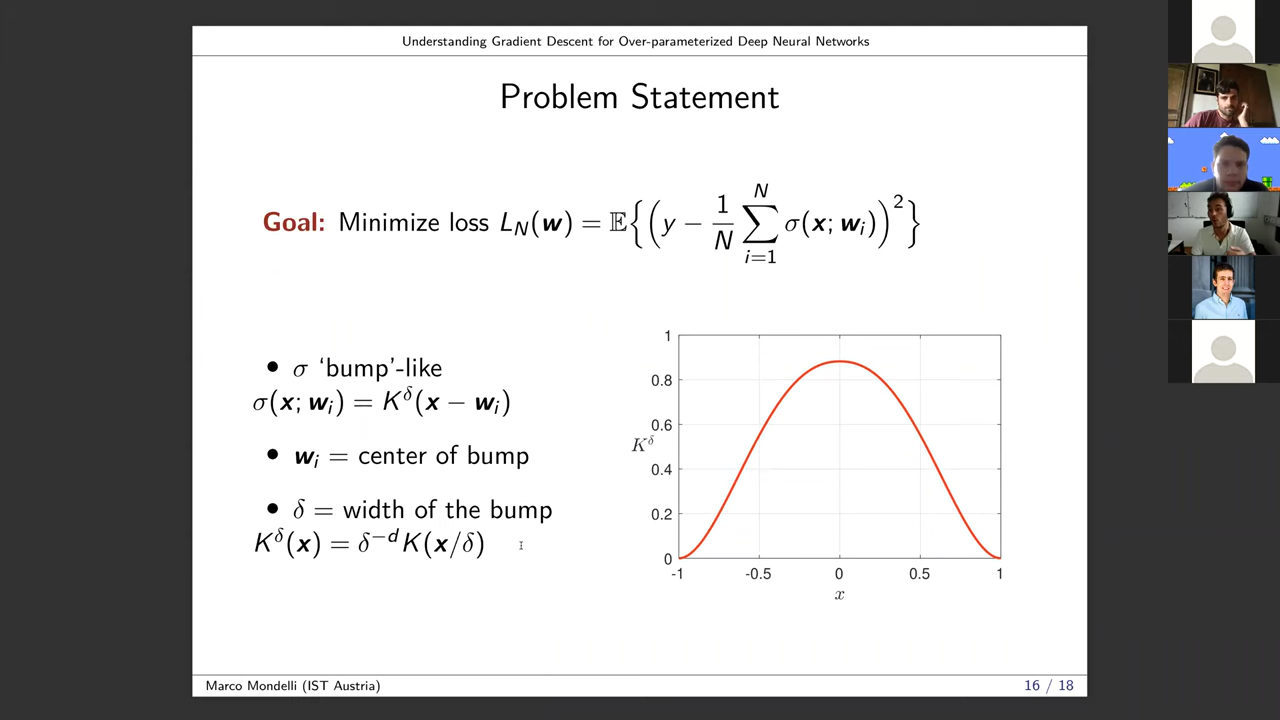 Understanding Gradient Descent for Over-parameterized Deep Neural Networks
Problem Statement
Goal: Minimize loss L_N(w) = 𝔼{(y − 1/N ∑_{i=1}^{N} σ(x; w_i))²}
• σ ‘bump’-like
σ(x; w_i) = K^δ(x − w_i)
• w_i = center of bump
• δ = width of the bump
K^δ(x) = δ^{−d}K(x/δ)
1
0.8
0.6
K^δ
0.4
0.2
0
-1 -0.5 0 0.5 1
x
Marco Mondelli (IST Austria) 16 / 18